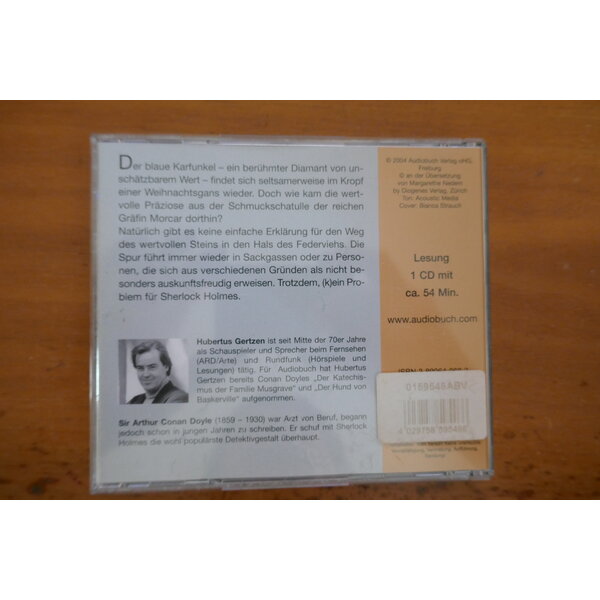 Der blaue Karfunkel – ein berühmter Diamant von un-
schätzbarem Wert – findet sich seltsamerweise im Kropf
einer Weihnachtsgans wieder. Doch wie kam die wert-
volle Präziose aus der Schmuckschatulle der reichen
Gräfin Morcar dorthin?
Natürlich gibt es keine einfache Erklärung für den Weg
des wertvollen Steins in den Hals des Federviehs. Die
Spur führt immer wieder in Sackgassen oder zu Perso-
nen, die sich aus verschiedenen Gründen als nicht be-
sonders auskunftsfreudig erweisen. Trotzdem, (k)ein Pro-
blem für Sherlock Holmes.
Hubertus Gertzen ist seit Mitte der 70er Jahre
als Schauspieler und Sprecher beim Fernsehen
(ARD/Arte) und Rundfunk (Hörspiele und
Lesungen) tätig. Für Audiobuch hat Hubertus
Gertzen bereits Conan Doyles „Der Katechis-
mus der Familie Musgrave" und „Der Hund von
Baskerville" aufgenommen.
Sir Arthur Conan Doyle (1859 – 1930) war Arzt von Beruf, begann
jedoch schon in jungen Jahren zu schreiben. Er schuf mit Sherlock
Holmes die wohl populärste Detektivgestalt überhaupt.
© 2004 Audiobuch Verlag oHG,
Freiburg
© an der Übersetzung
von Margarethe Nedem
by Diogenes Verlag, Zürich
Ton: Acoustic Media
Cover: Bianca Strauch
Lesung
1 CD mit
ca. 54 Min.
www.audiobuch.com
0159546ABV